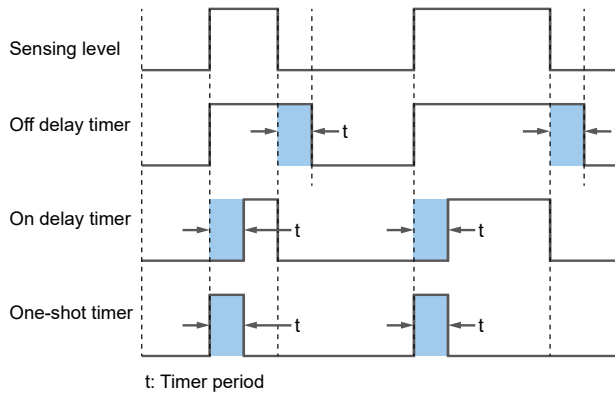 Sensing level
Off delay timer
t
On delay timer
t
t
One-shot timer
t
t
t: Timer period